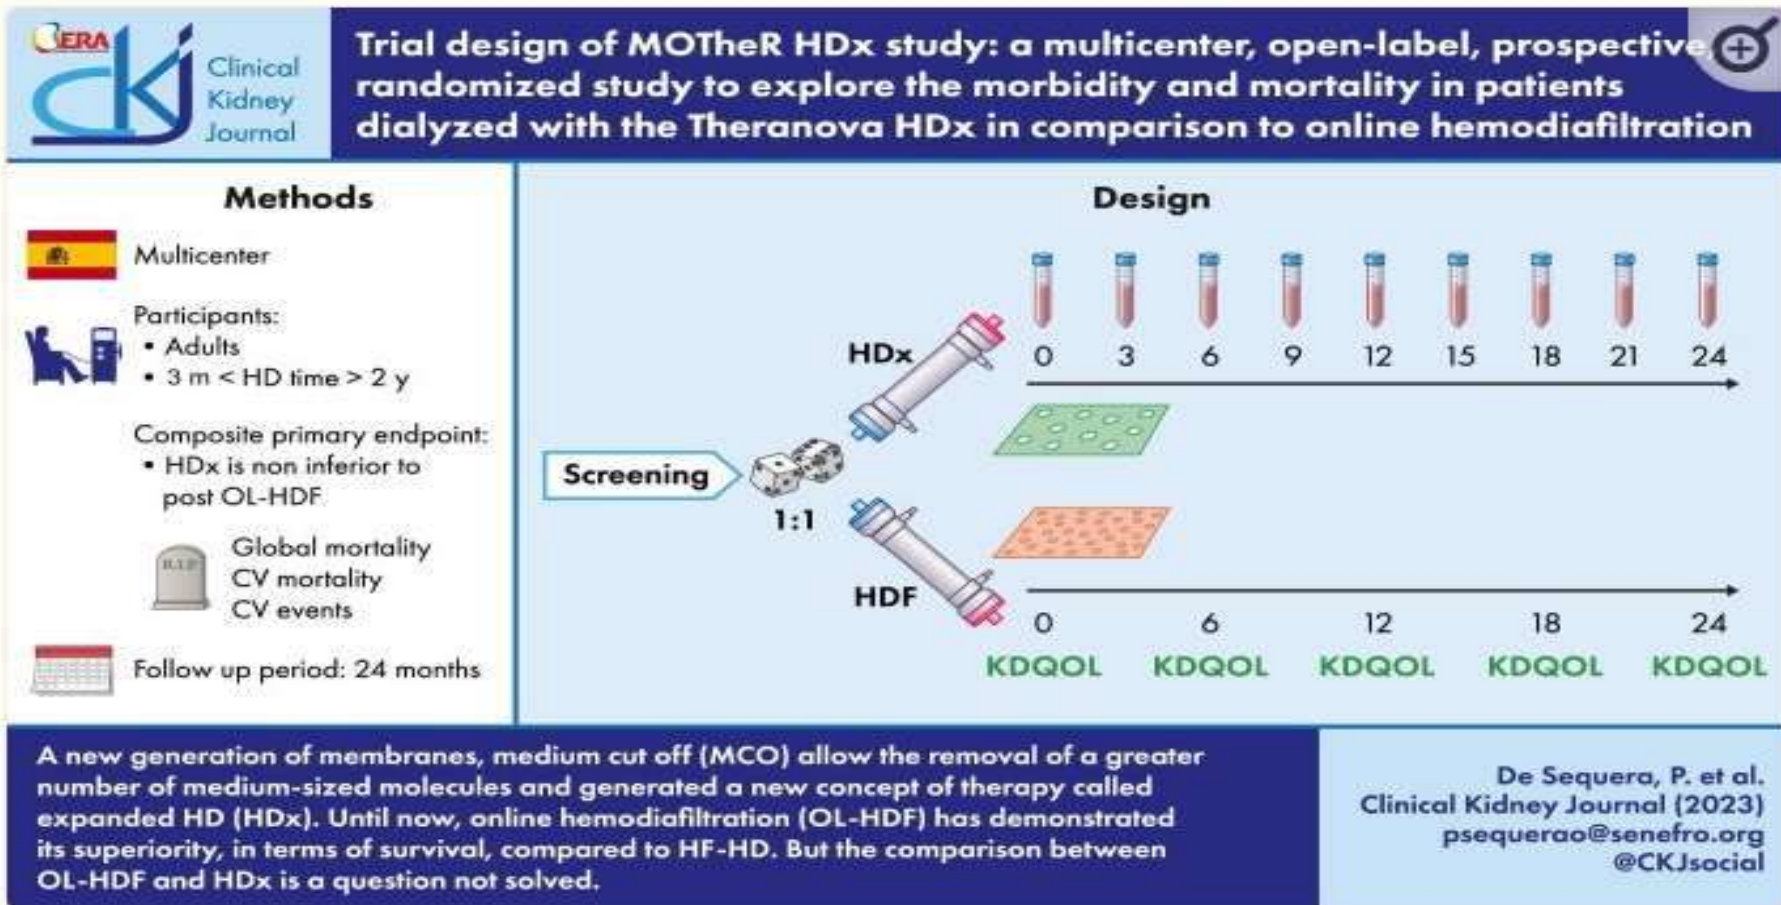 ERA
CKJ
Clinical
Kidney
Journal
Trial design of MOTheR HDx study: a multicenter, open-label, prospective,
randomized study to explore the morbidity and mortality in patients
dialyzed with the Theranova HDx in comparison to online hemodiafiltration
Methods
Multicenter
Participants:
• Adults
• 3 m < HD time > 2 y
Composite primary endpoint:
• HDx is non inferior to
post OL-HDF
R.I.P
Global mortality
CV mortality
CV events
Follow up period: 24 months
Design
Screening
1:1
HDx
0 3 6 9 12 15 18 21 24
HDF
0 6 12 18 24
KDQOL KDQOL KDQOL KDQOL KDQOL
A new generation of membranes, medium cut off (MCO) allow the removal of a greater
number of medium-sized molecules and generated a new concept of therapy called
expanded HD (HDx). Until now, online hemodiafiltration (OL-HDF) has demonstrated
its superiority, in terms of survival, compared to HF-HD. But the comparison between
OL-HDF and HDx is a question not solved.
De Sequera, P. et al.
Clinical Kidney Journal (2023)
psequerao@senefro.org
@CKJsocial